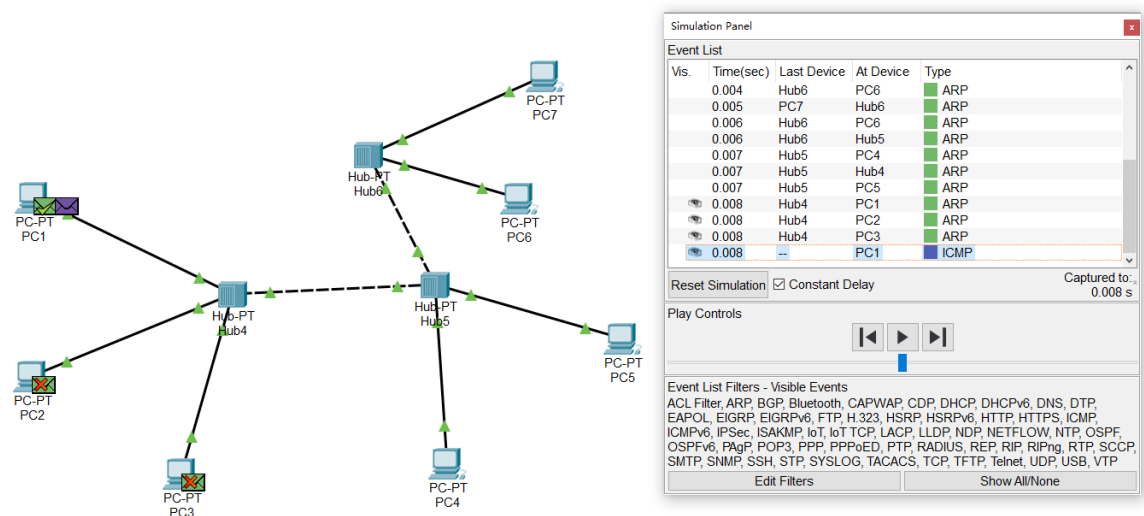 PC-PT
PC7
Hub-PT
Hub6
PC-PT
PC6
PC-PT
PC1
Hub-PT
Hub4
Hub-PT
Hub5
PC-PT
PC5
PC-PT
PC2
PC-PT
PC4
PC-PT
PC3
Simulation Panel
x
Event List
Vis. Time(sec) Last Device At Device Type
0.004 Hub6 PC6 ARP
0.005 PC7 Hub6 ARP
0.006 Hub6 PC6 ARP
0.006 Hub6 Hub5 ARP
0.007 Hub5 PC4 ARP
0.007 Hub5 Hub4 ARP
0.007 Hub5 PC5 ARP
0.008 Hub4 PC1 ARP
0.008 Hub4 PC2 ARP
0.008 Hub4 PC3 ARP
0.008 -- PC1 ICMP
Reset Simulation Constant Delay Captured to:
0.008 s
Play Controls
Event List Filters - Visible Events
ACL Filter, ARP, BGP, Bluetooth, CAPWAP, CDP, DHCP, DHCPv6, DNS, DTP,
EAPOL, EIGRP, EIGRPv6, FTP, H.323, HSRP, HSRPv6, HTTP, HTTPS, ICMP,
ICMPv6, IPSec, ISAKMP, IoT, IoT TCP, LACP, LLDP, NDP, NETFLOW, NTP, OSPF,
OSPFv6, PAgP, POP3, PPP, PPPoED, PTP, RADIUS, REP, RIP, RIPng, RTP, SCCP,
SMTP, SNMP, SSH, STP, SYSLOG, TACACS, TCP, TFTP, Telnet, UDP, USB, VTP
Edit Filters Show All/None